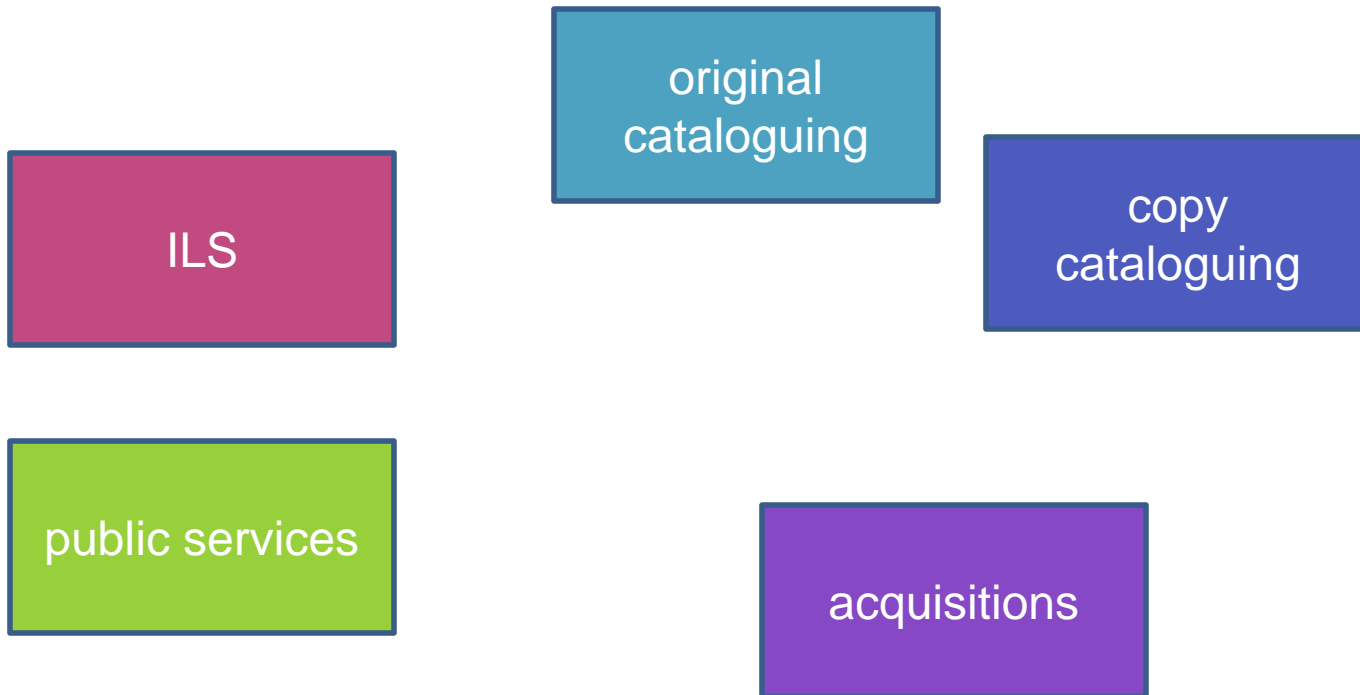 original
cataloguing
copy
cataloguing
ILS
public services
acquisitions